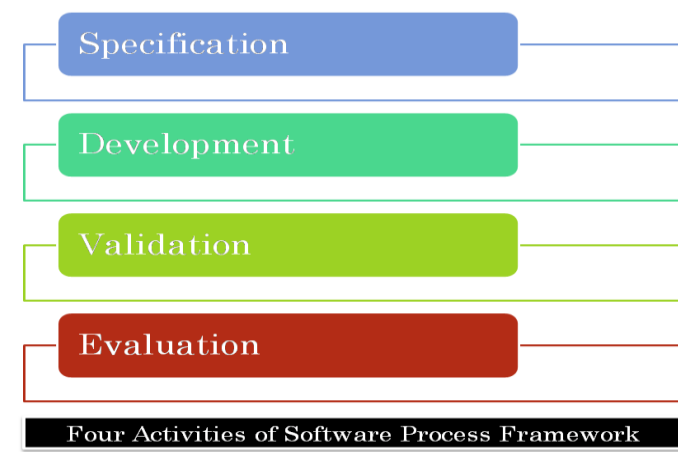 Specification
Development
Validation
Evaluation
Four Activities of Software Process Framework